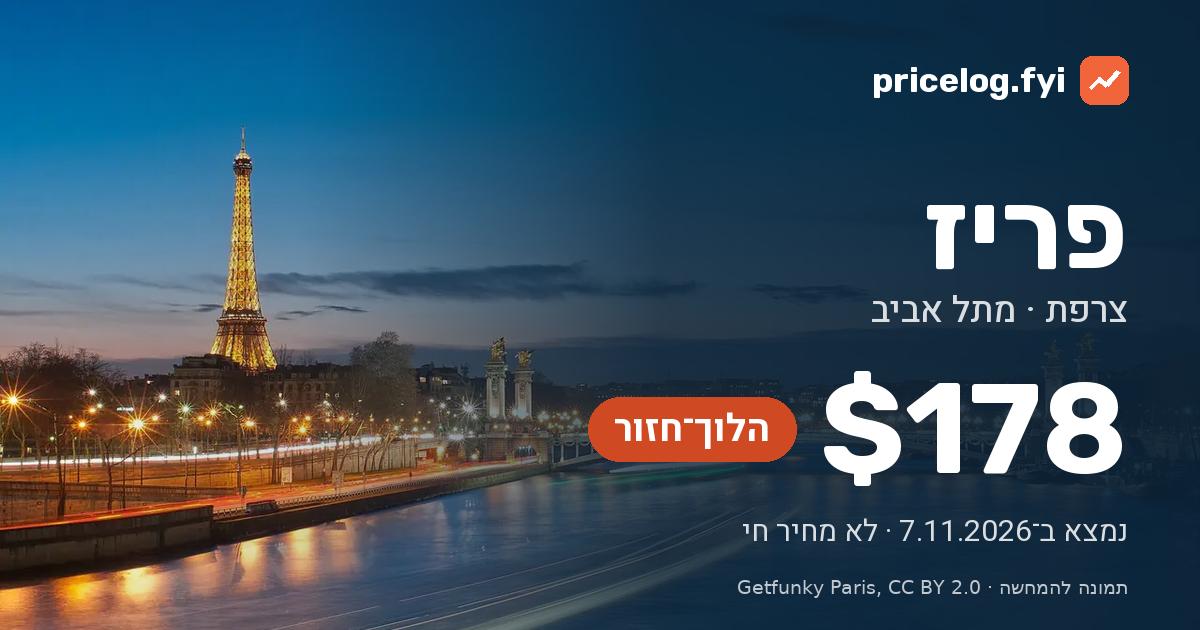 pricelog.fyi
פריז
צרפת · מתל אביב
$178 הלוך־חזור
נמצא ב־7.11.2026 · לא מחיר חי
תמונה להמחשה · Getfunky Paris, CC BY 2.0